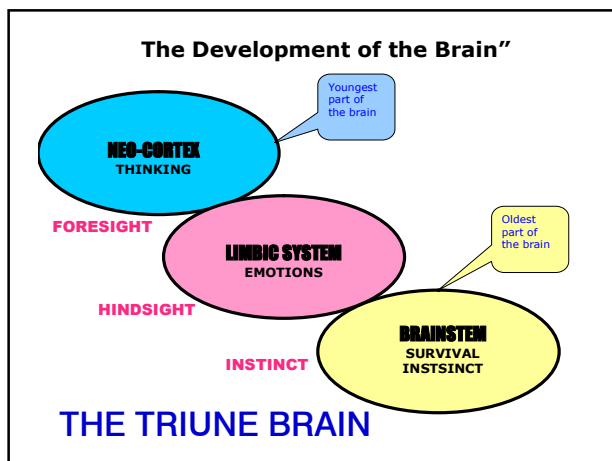 The Development of the Brain”
Youngest
part of
the brain
NEO-CORTEX
THINKING
FORESIGHT
Oldest
part of
the brain
LIMBIC SYSTEM
EMOTIONS
HINDSIGHT
BRAINSTEM
SURVIVAL
INSTSINCT
INSTINCT
THE TRIUNE BRAIN